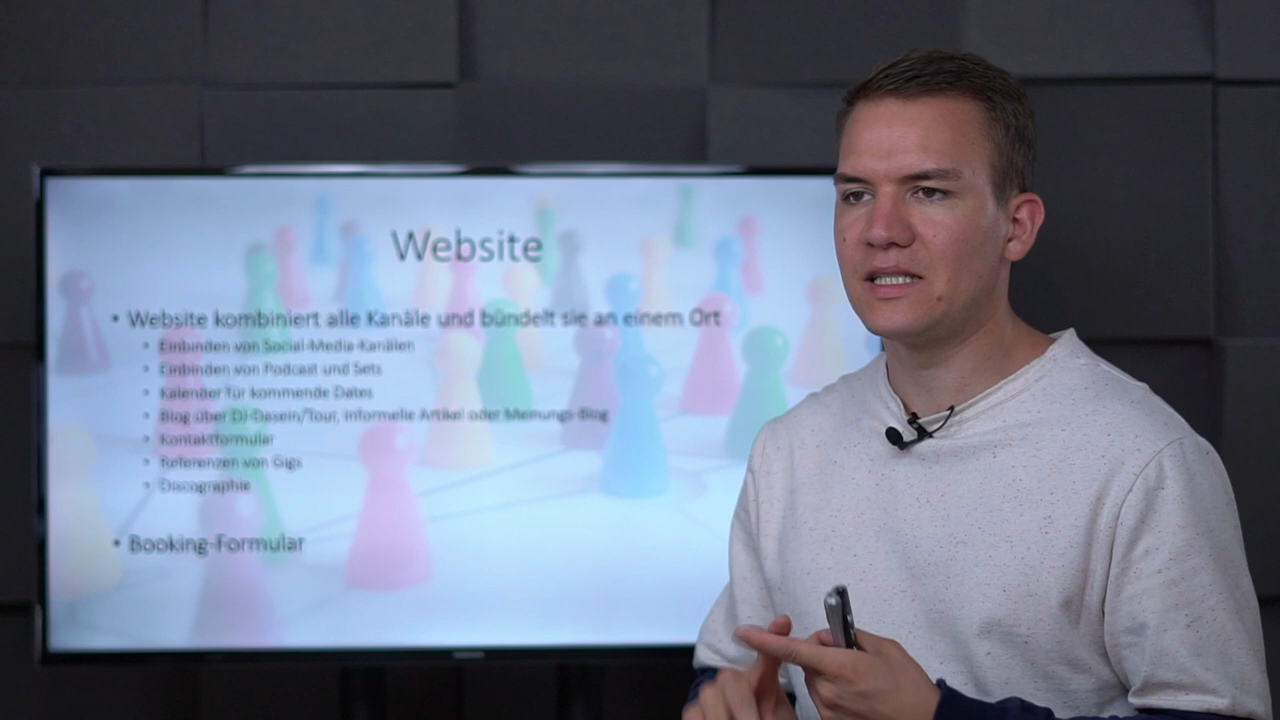 Website
• Website kombiniert alle Kanäle und bündelt sie an einem Ort
• Einbinden von Social-Media-Kanälen
• Einbinden von Podcast und Sets
• Kalender für kommende Dates
• Blog über DJ-Dasein/Tour, informelle Artikel oder Meinungs-Blog
• Kontaktformular
• Referenzen von Gigs
• Discographie
• Booking-Formular